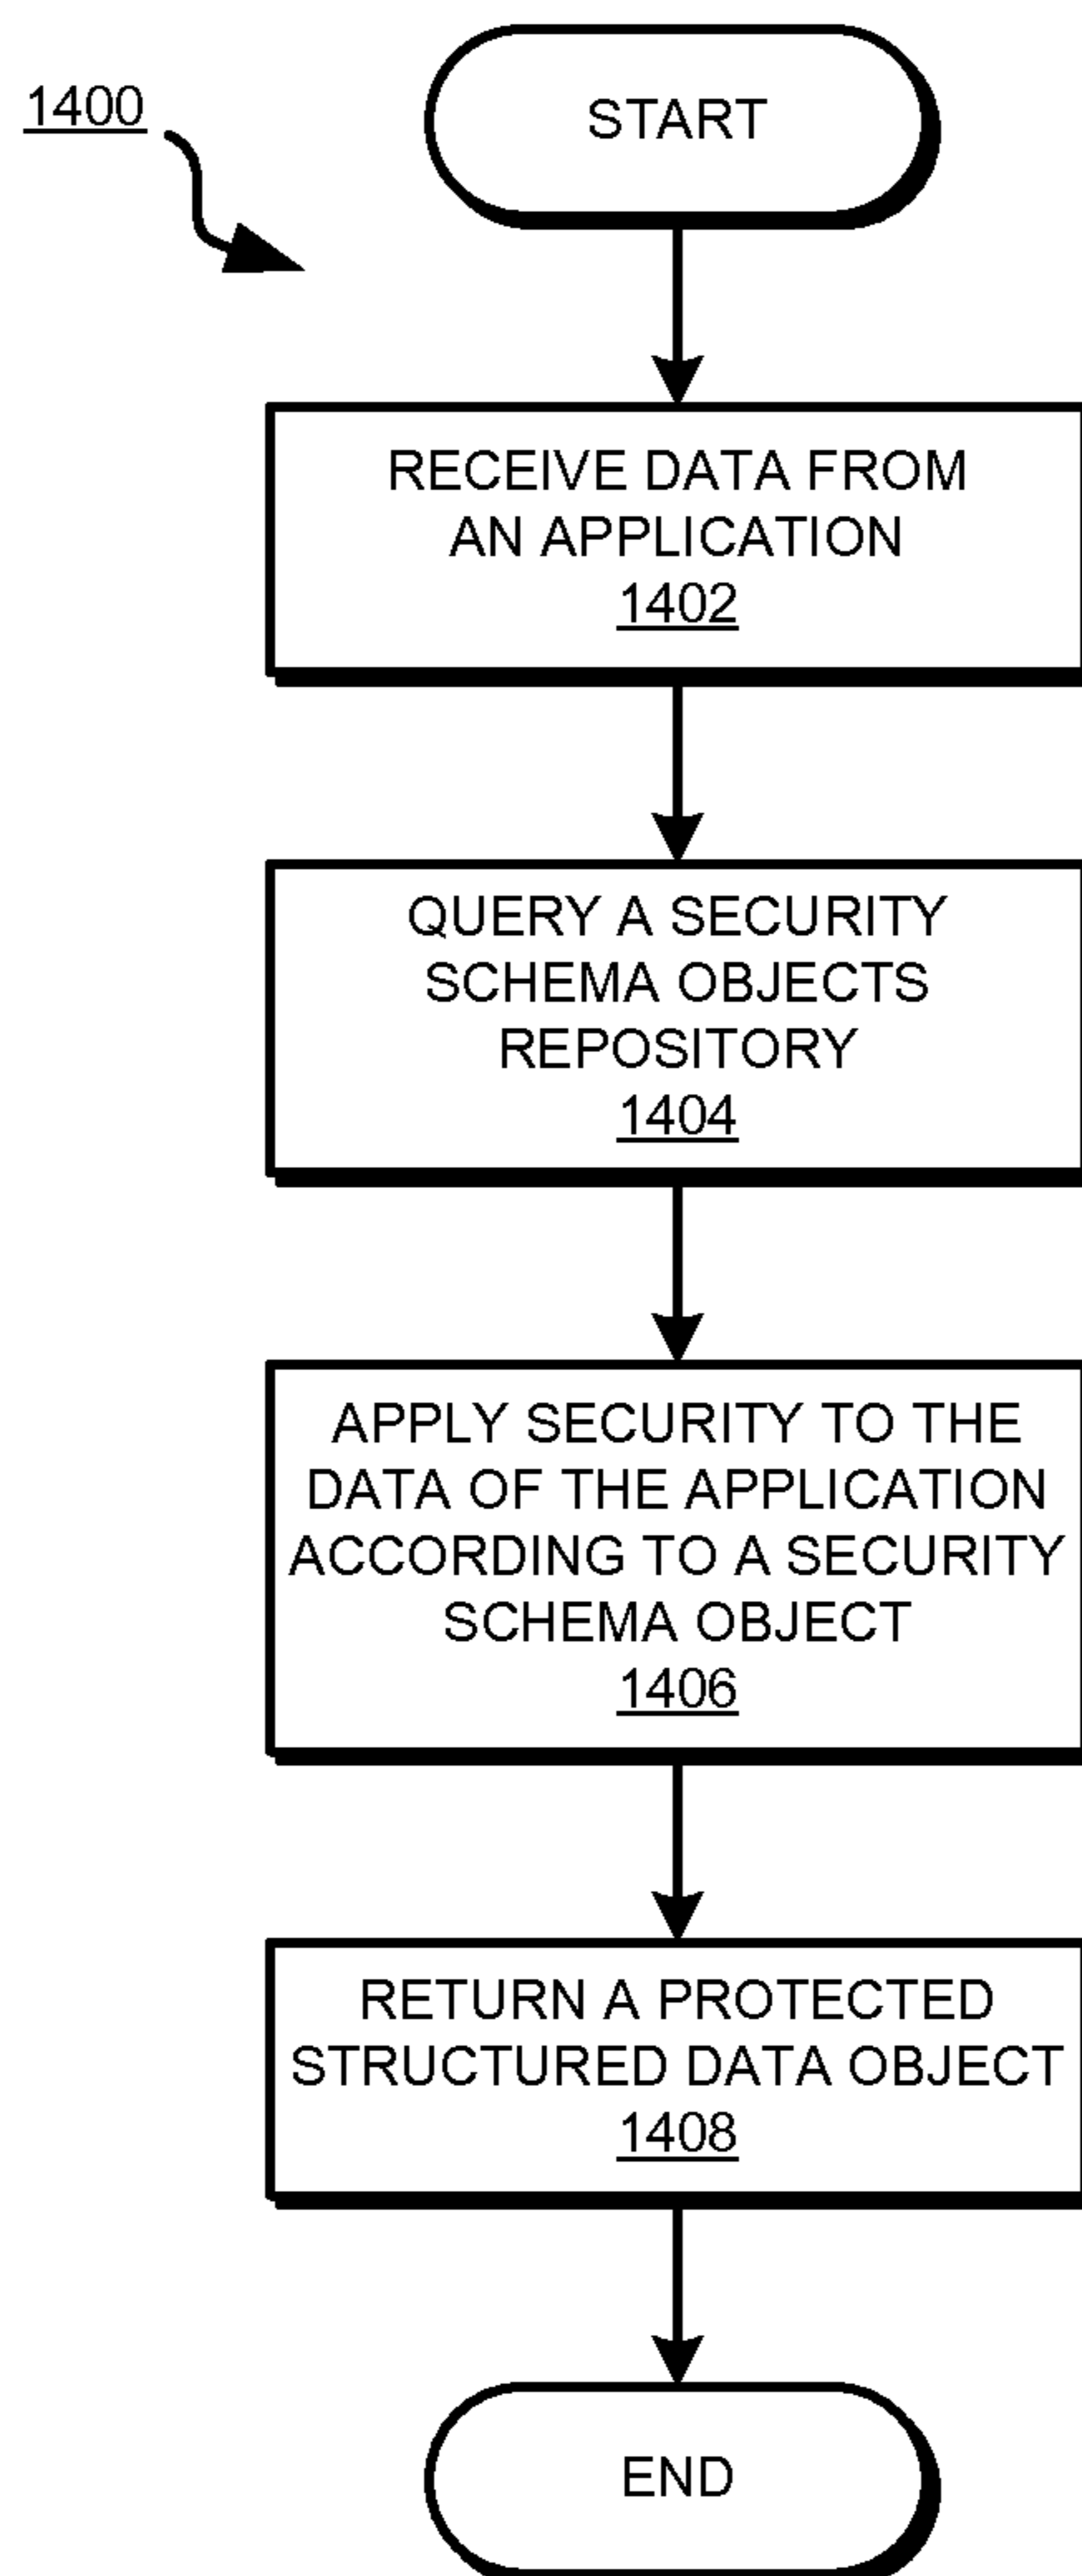 1400
START
RECEIVE DATA FROM
AN APPLICATION
1402
QUERY A SECURITY
SCHEMA OBJECTS
REPOSITORY
1404
APPLY SECURITY TO THE
DATA OF THE APPLICATION
ACCORDING TO A SECURITY
SCHEMA OBJECT
1406
RETURN A PROTECTED
STRUCTURED DATA OBJECT
1408
END